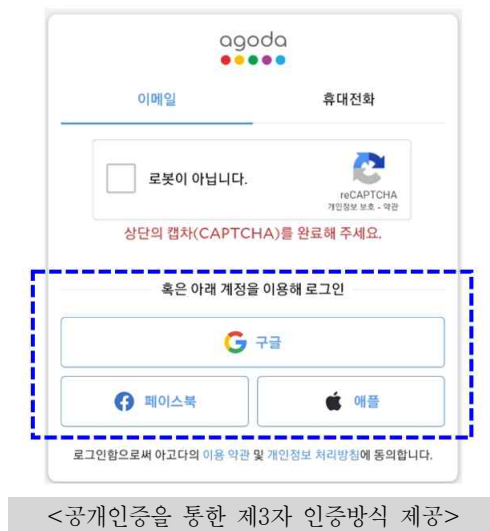 agoda
이메일 휴대전화
로봇이 아닙니다.
reCAPTCHA
개인정보 보호 - 약관
상단의 캡차(CAPTCHA)를 완료해 주세요.
혹은 아래 계정을 이용해 로그인
구글
페이스북 애플
로그인함으로써 아고다의 이용 약관 및 개인정보 처리방침에 동의합니다.
<공개인증을 통한 제3자 인증방식 제공>